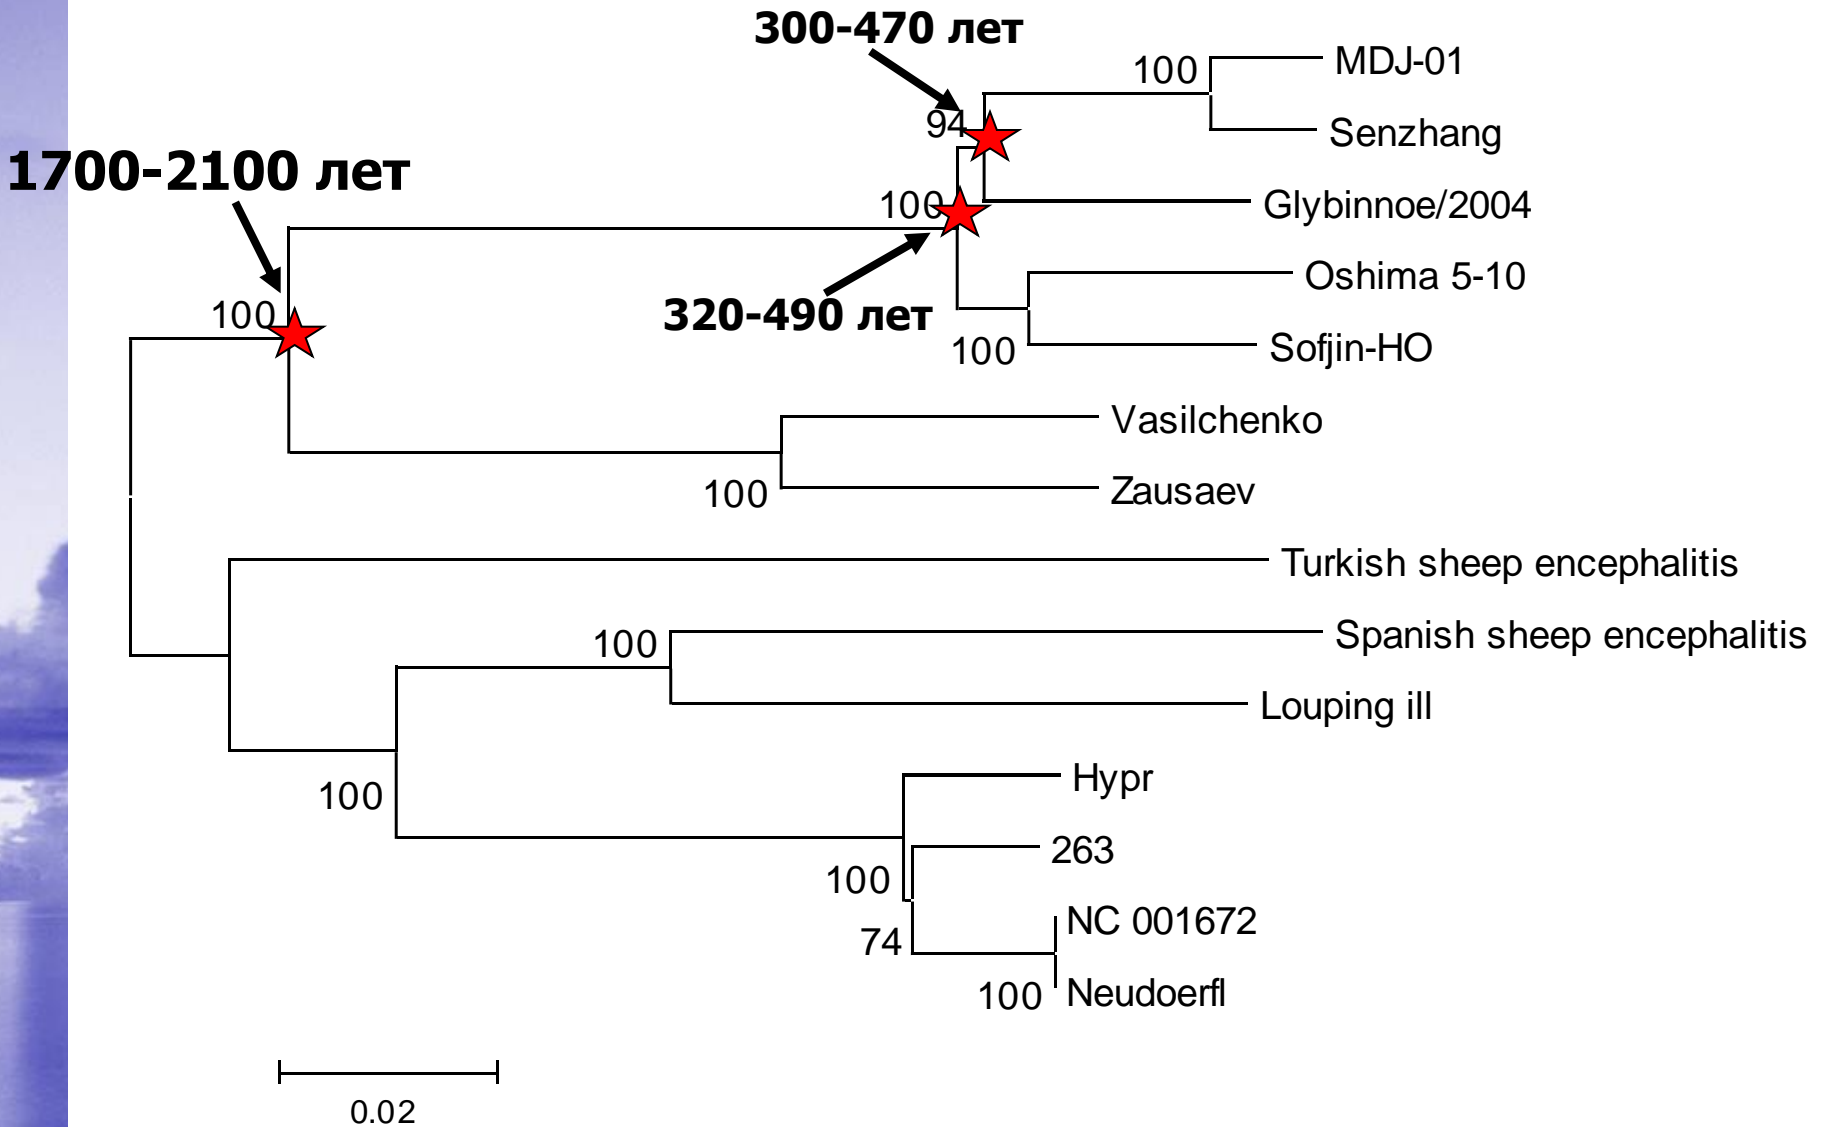 300-470 лет
100
MDJ-01
94
Senzhang
1700-2100 лет
100
Glybinnoe/2004
Oshima 5-10
100
320-490 лет
100
Sofjin-HO
Vasilchenko
100
Zausaev
Turkish sheep encephalitis
100
Spanish sheep encephalitis
Louping ill
100
Hypr
263
100
NC 001672
74
100
Neudoerfl
0.02